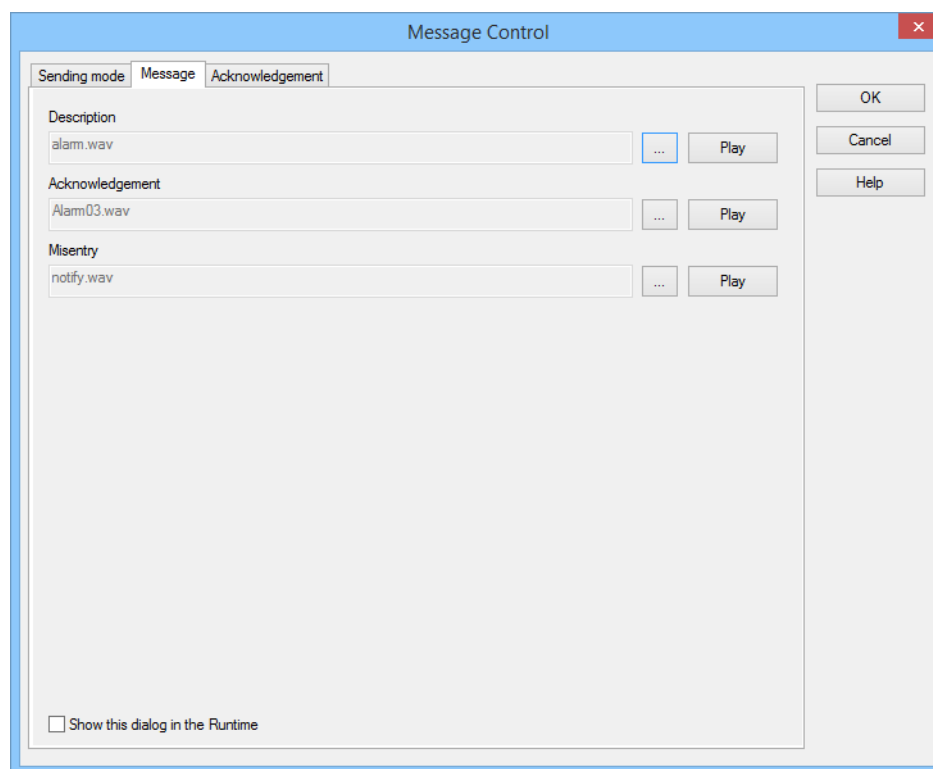 Message Control
Sending mode Message Acknowledgement
OK
Cancel
Help
Description
alarm.wav ... Play
Acknowledgement
Alarm03.wav ... Play
Misentry
notify.wav ... Play
Show this dialog in the Runtime